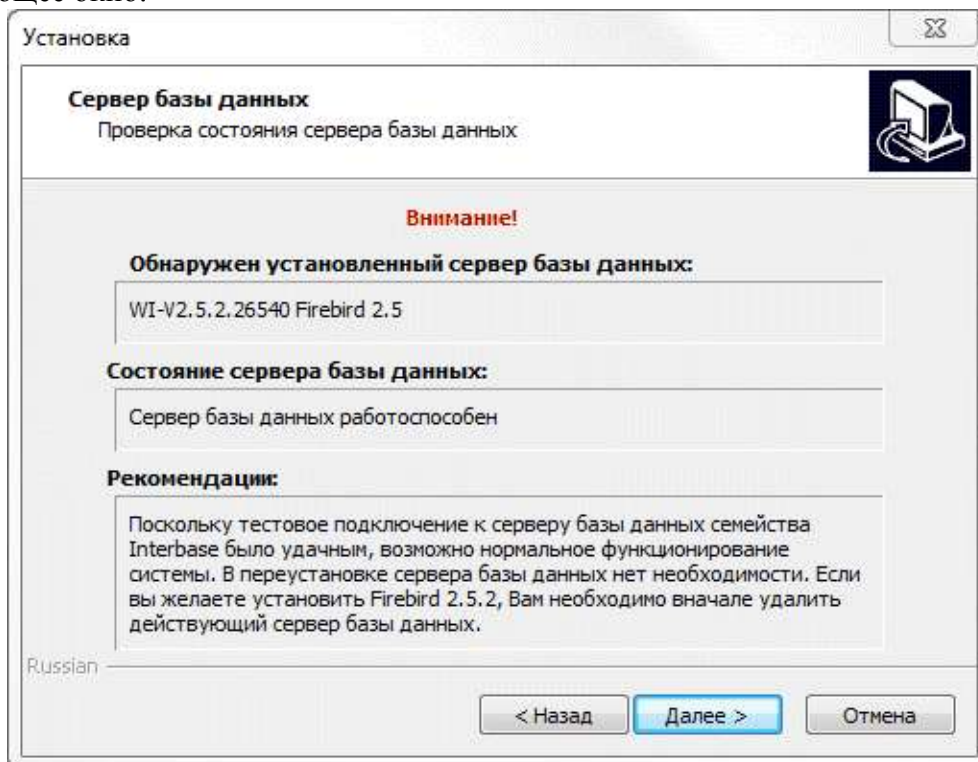 Установка
Сервер базы данных
Проверка состояния сервера базы данных
Внимание!
Обнаружен установленный сервер базы данных:
WI-V2.5.2.26540 Firebird 2.5
Состояние сервера базы данных:
Сервер базы данных работоспособен
Рекомендации:
Поскольку тестовое подключение к серверу базы данных семейства
Interbase было удачным, возможно нормальное функционирование
системы. В переустановке сервера базы данных нет необходимости. Если
вы желаете установить Firebird 2.5.2, Вам необходимо вначале удалить
действующий сервер базы данных.
Russian
< Назад Далее > Отмена